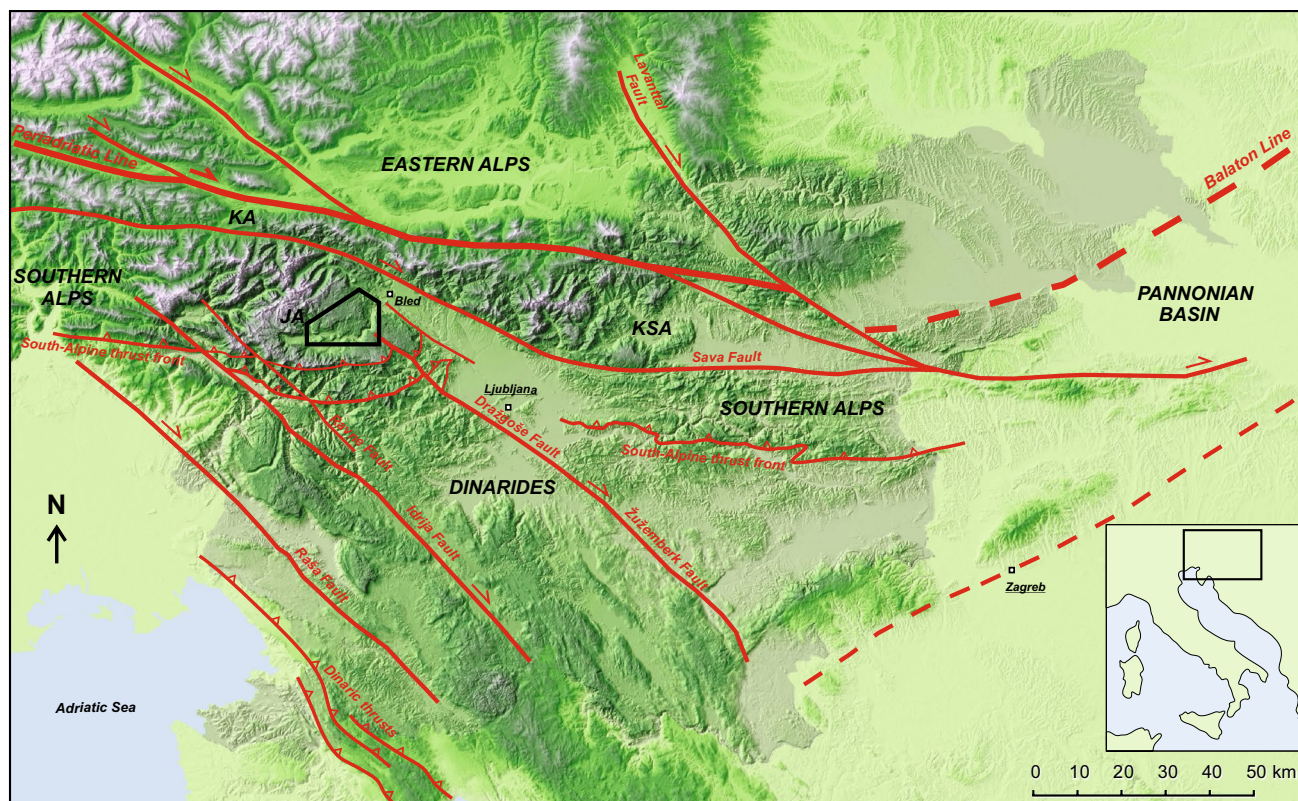 Lavanttal
Fault
Periadriatic Line
EASTERN ALPS
Balaton Line
KA
SOUTHERN
ALPS
Bled
JA
PANNONIAN
BASIN
KSA
South-Alpine thrust front
Sava Fault
Ljubljana
SOUTHERN ALPS
Dražgoše Fault
Ravne Fault
South-Alpine thrust front
DINARIDES
N
Idrija Fault
Žužemberk Fault
Raša Fault
Zagreb
Dinaric thrusts
Adriatic Sea
0 10 20 30 40 50 km